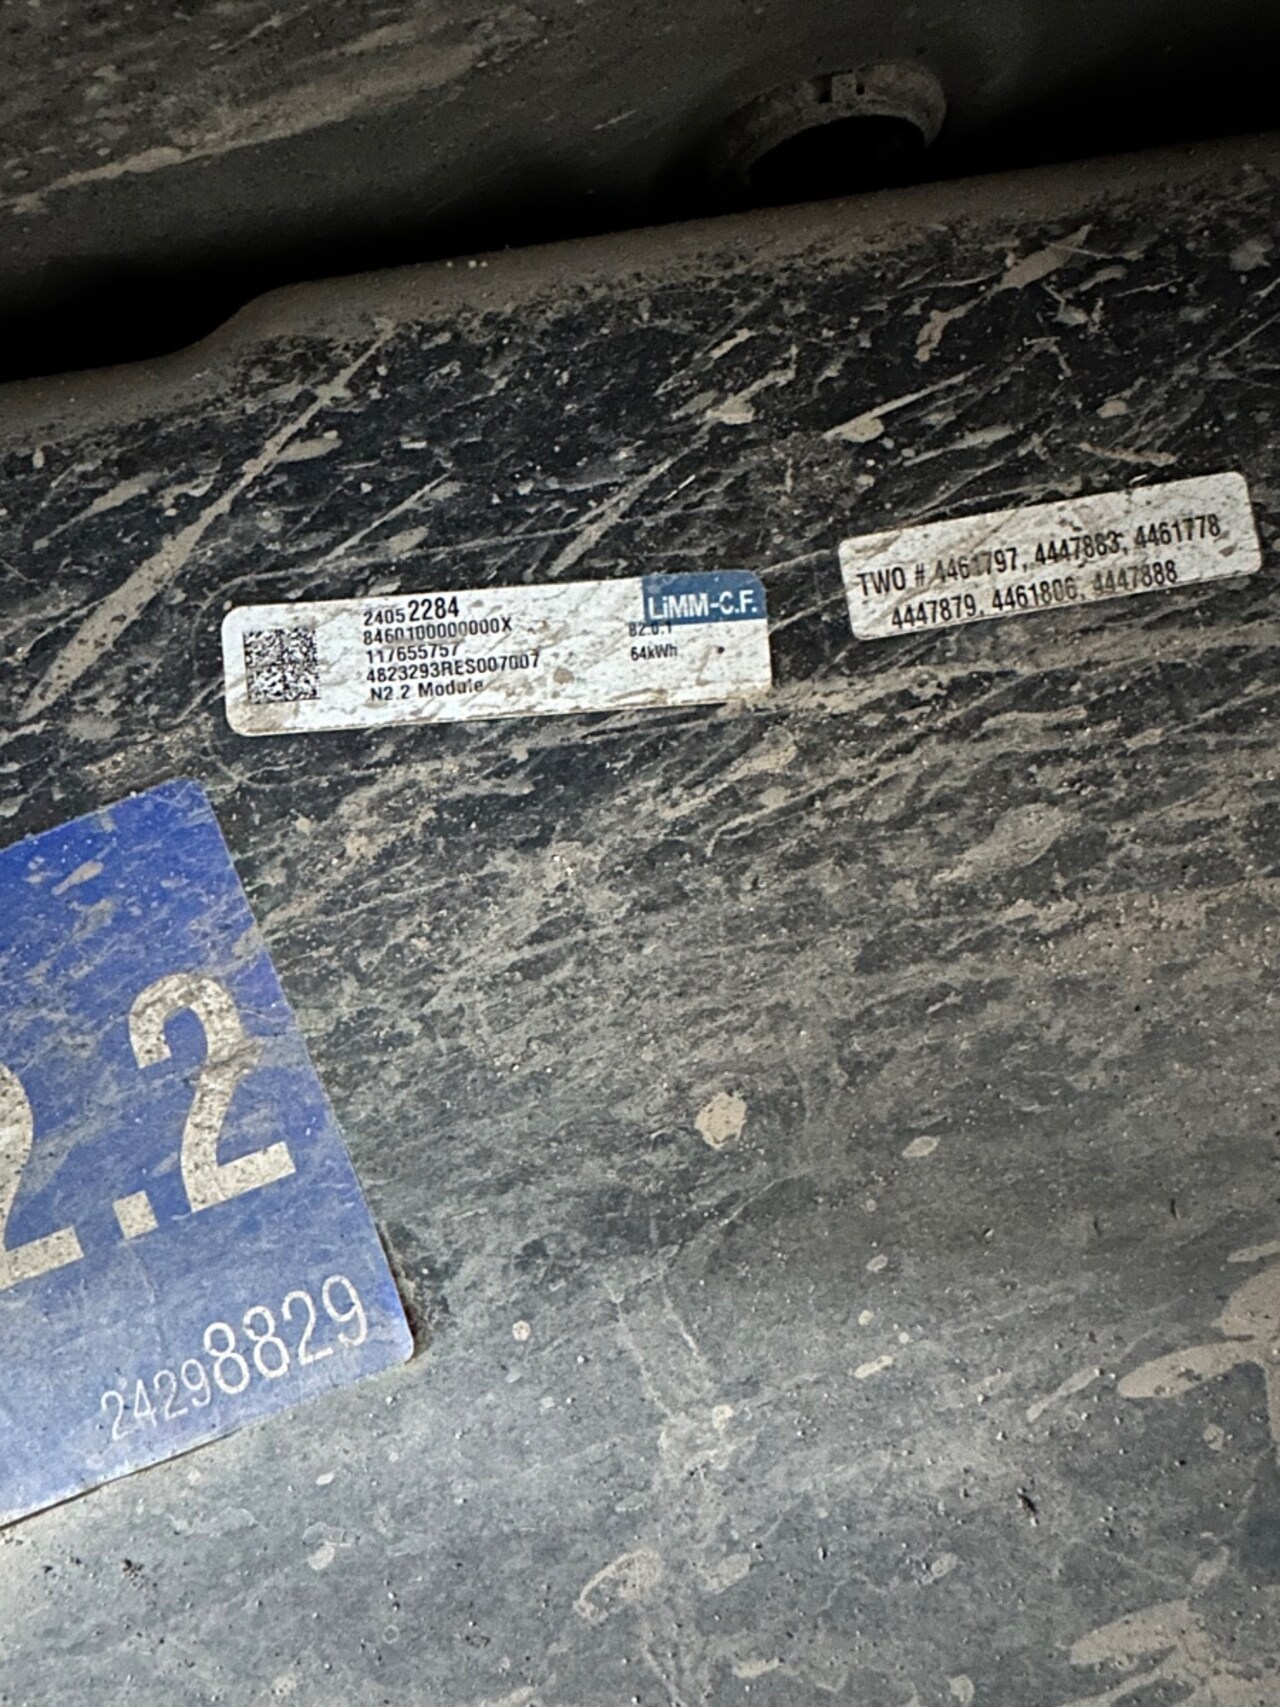 24052284
8460100000000X
117655757
4823293RES007007
N2.2 Module
LiMM-C.F.
B2.0.1
64kWh
TWO # 4461797, 4447883, 4461778
4447879, 4461806, 4447888
2.2
24298829